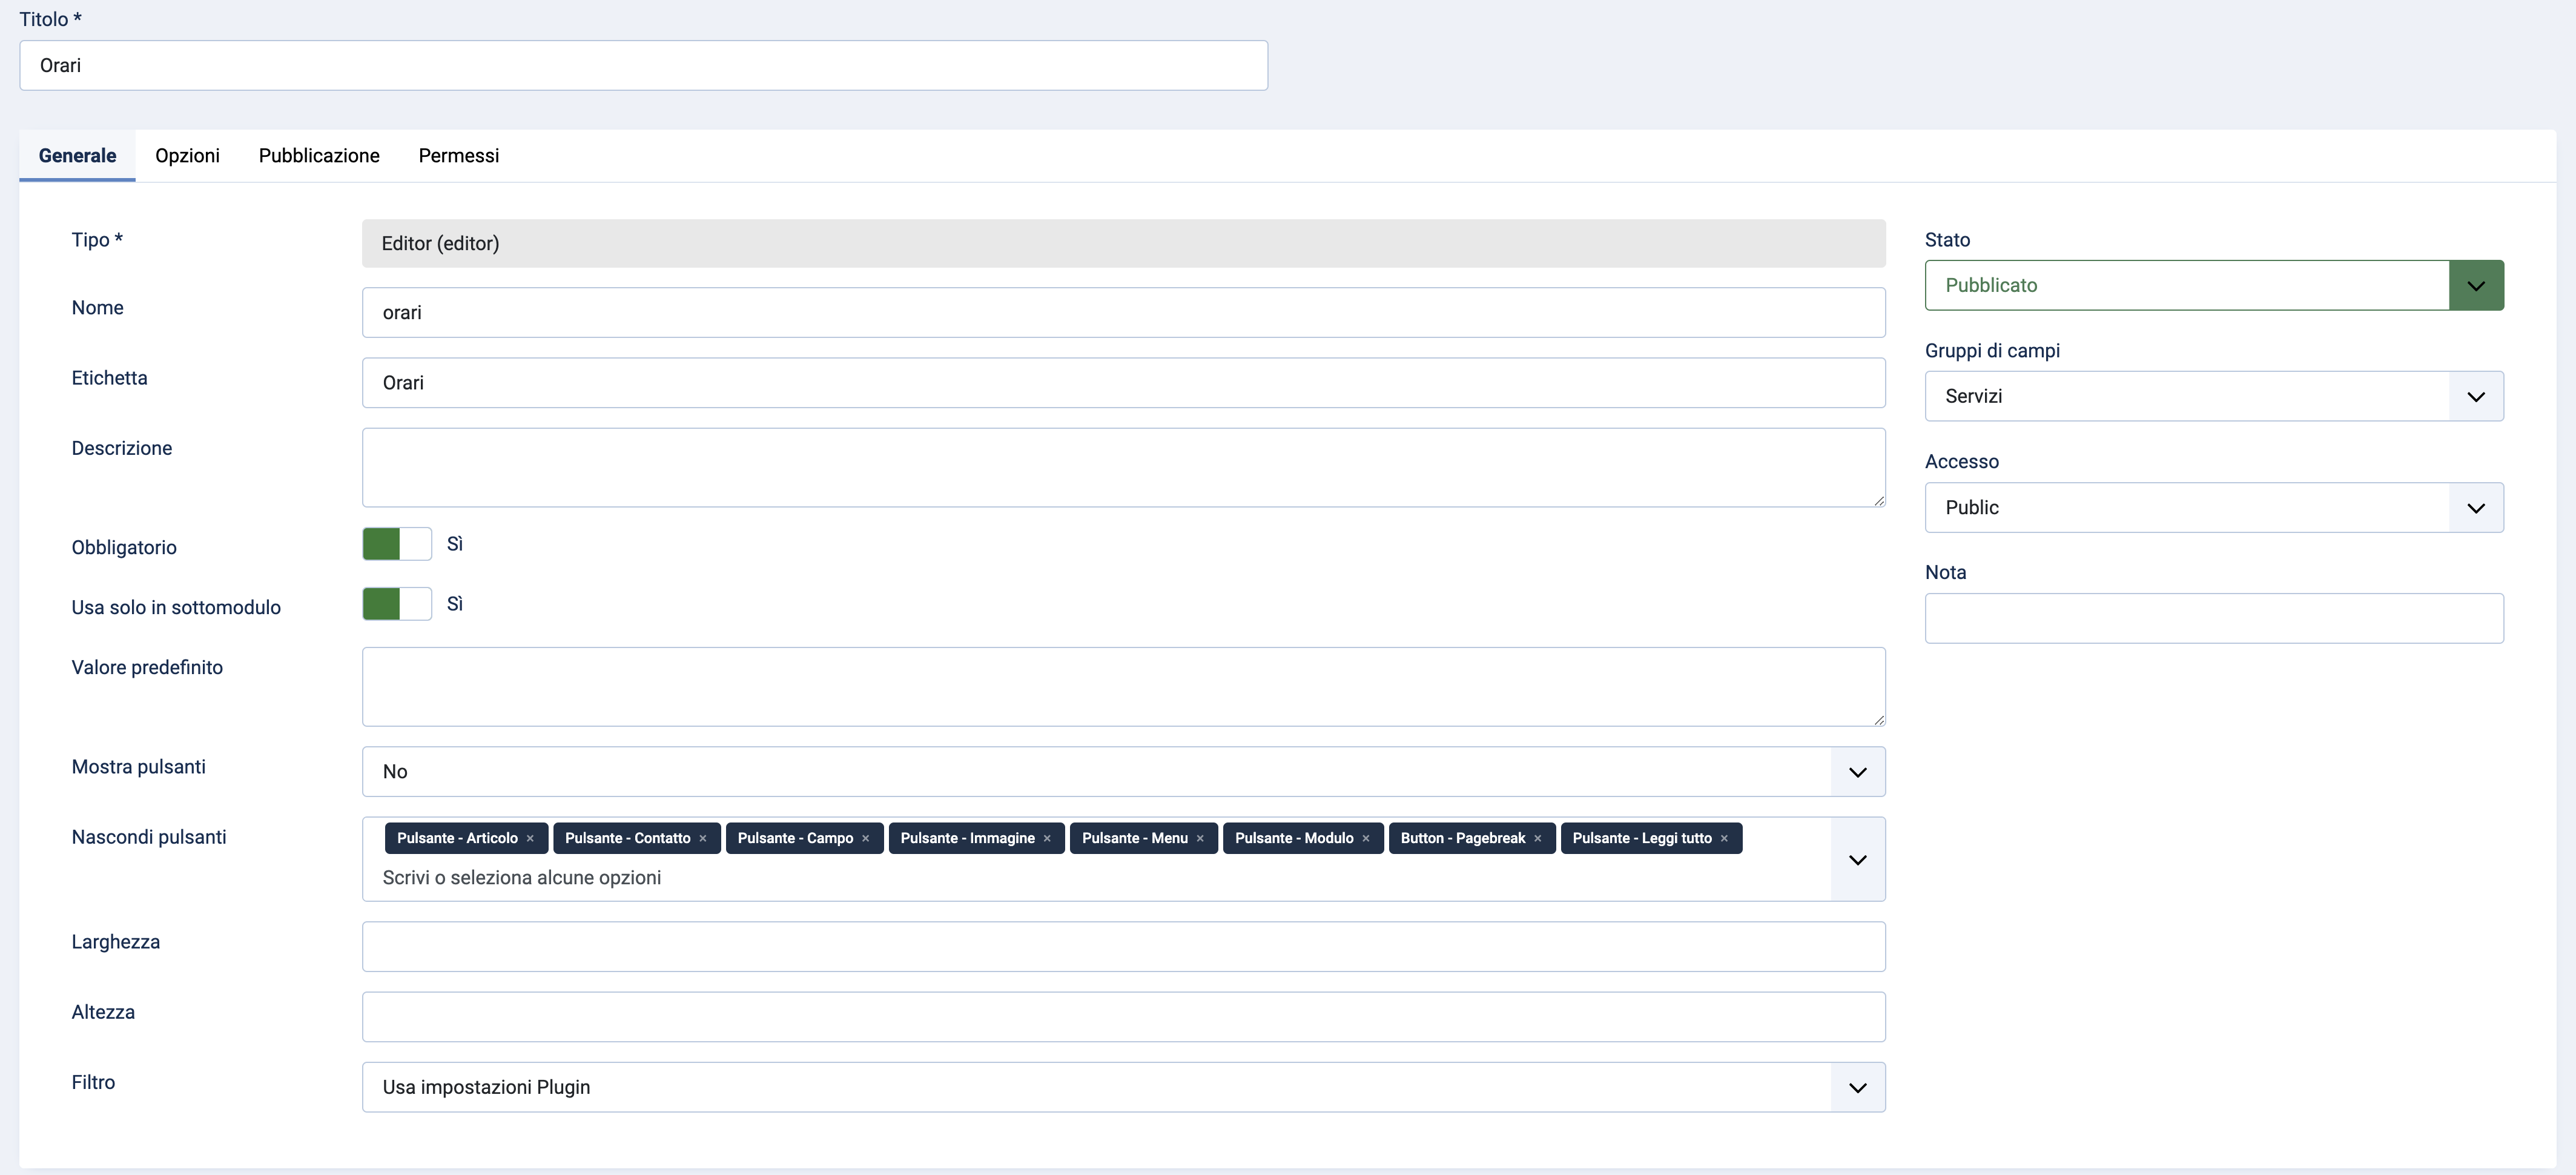 Titolo *
Orari
Generale
Opzioni
Pubblicazione
Permessi
Tipo *
Editor (editor)
Nome
orari
Etichetta
Orari
Descrizione
Obbligatorio
Sì
Usa solo in sottomodulo
Sì
Valore predefinito
Mostra pulsanti
No
Nascondi pulsanti
Pulsante - Articolo × Pulsante - Contatto × Pulsante - Campo × Pulsante - Immagine × Pulsante - Menu × Pulsante - Modulo × Button - Pagebreak × Pulsante - Leggi tutto ×
Scrivi o seleziona alcune opzioni
Larghezza
Altezza
Filtro
Usa impostazioni Plugin
Stato
Pubblicato
Gruppi di campi
Servizi
Accesso
Public
Nota